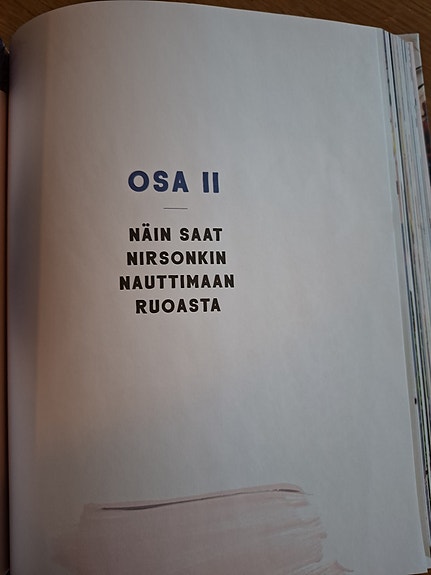 OSA II
NÄIN SAAT
NIRSONKIN
NAUTTIMAAN
RUOASTA